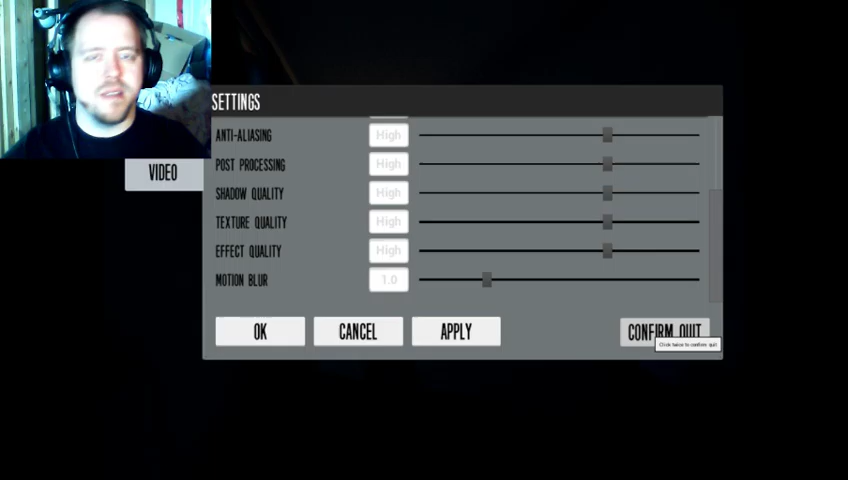 SETTINGS
ANTI-ALIASING High
POST PROCESSING High
VIDEO
SHADOW QUALITY High
TEXTURE QUALITY High
EFFECT QUALITY High
MOTION BLUR 1.0
OK CANCEL APPLY CONFIRM QUIT
Click twice to confirm quit